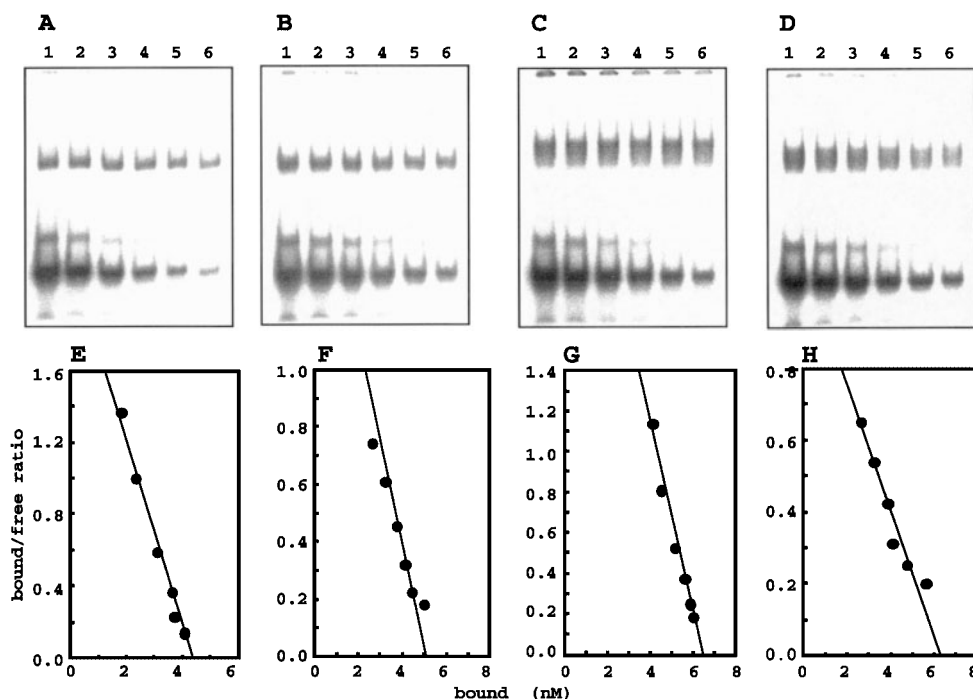 A B C D
1 2 3 4 5 6 1 2 3 4 5 6 1 2 3 4 5 6 1 2 3 4 5 6
E F G H
1.6 1.0 1.4 0.8
1.2 0.8 1.2 0.6
0.8 0.6 1.0 0.4
0.4 0.4 0.8 0.2
0.0 0.2 0.6 0.0
0.0 0.4
0.2
0.0
0 2 4 6 0 2 4 6 8 0 2 4 6 8 0 2 4 6 8
bound/free ratio
bound (nM)